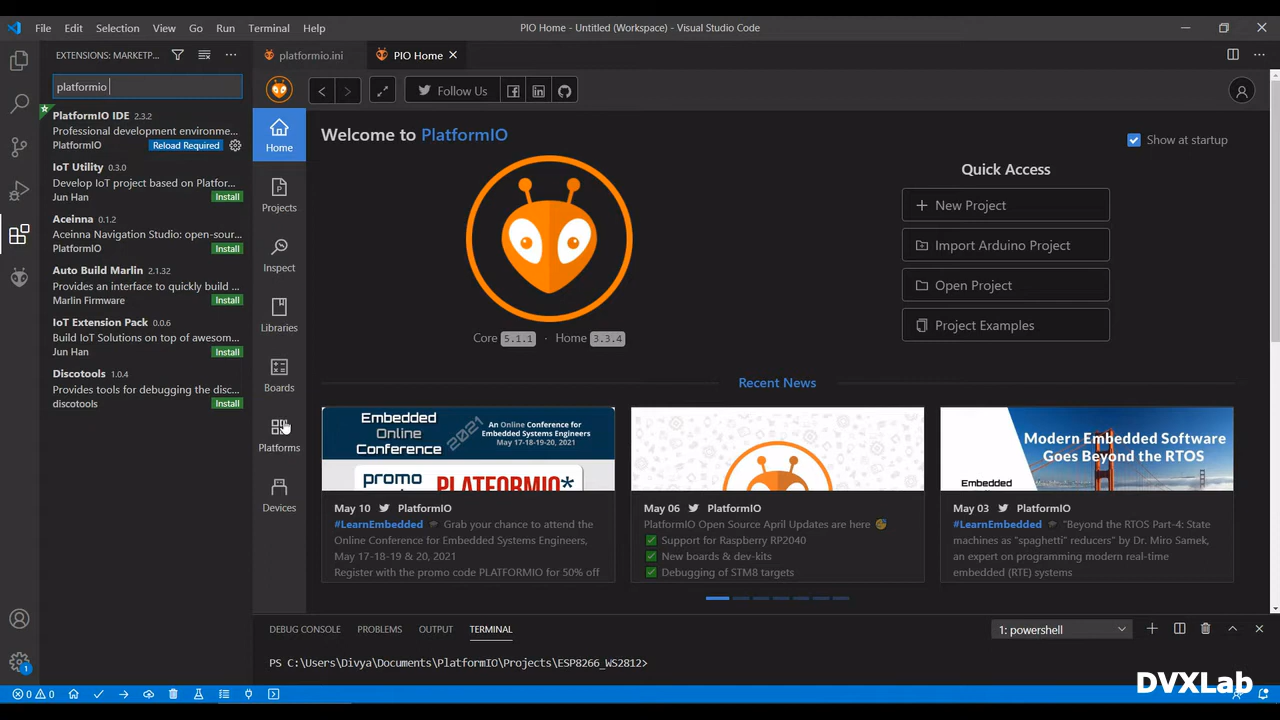 File Edit Selection View Go Run Terminal Help
PIO Home - Untitled (Workspace) - Visual Studio Code
EXTENSIONS: MARKETP...
platformio
PlatformIO IDE 2.3.2
Professional development environme...
PlatformIO Reload Required
IoT Utility 0.3.0
Develop IoT project based on Platfor...
Jun Han Install
Aceinna 0.1.2
Aceinna Navigation Studio: open-sour...
PlatformIO Install
Auto Build Marlin 2.1.32
Provides an interface to quickly build ...
Marlin Firmware Install
IoT Extension Pack 0.0.6
Build IoT Solutions on top of awesom...
Jun Han Install
Discotools 1.0.4
Provides tools for debugging the disc...
discotools Install
platformio.ini PIO Home
Follow Us
Home
Projects
Inspect
Libraries
Boards
Platforms
Devices
Welcome to PlatformIO
Show at startup
Core 5.1.1 · Home 3.3.4
Quick Access
New Project
Import Arduino Project
Open Project
Project Examples
Recent News
Embedded
Online
Conference
2021
An Online Conference for
Embedded Systems Engineers
May 17-18-19-20, 2021
promo
PLATFORMIO*
May 10 PlatformIO
#LearnEmbedded Grab your chance to attend the
Online Conference for Embedded Systems Engineers,
May 17-18-19 & 20, 2021
Register with the promo code PLATFORMIO for 50% off
May 06 PlatformIO
PlatformIO Open Source April Updates are here
Support for Raspberry RP2040
New boards & dev-kits
Debugging of STM8 targets
Modern Embedded Software
Goes Beyond the RTOS
Embedded
May 03 PlatformIO
#LearnEmbedded "Beyond the RTOS Part-4: State
machines as "spaghetti" reducers" by Dr. Miro Samek,
an expert on programming modern real-time
embedded (RTE) systems
DEBUG CONSOLE PROBLEMS OUTPUT TERMINAL
1: powershell
PS C:\Users\Divya\Documents\PlatformIO\Projects\ESP8266_WS2812>
1
0 0
DVXLab